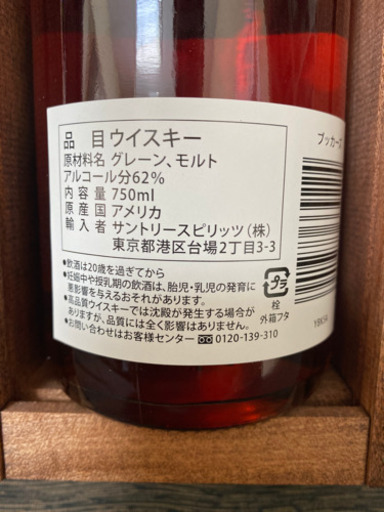 品目 ウイスキー
原材料名 グレーン、モルト
アルコール分62%
内容量 750ml
原産国 アメリカ
輸入者 サントリースピリッツ(株)
東京都港区台場2丁目3-3
●飲酒は20歳を過ぎてから
●妊娠中や授乳期の飲酒は、胎児・乳児の発育に
悪影響を与えるおそれがあります。
●高品質ウイスキーでは沈殿が発生する場合が
ありますが、品質には全く影響はありません。
●お問い合わせはお客様センター 0120-139-310
プラ
栓
外箱フタ
ブッカーズ